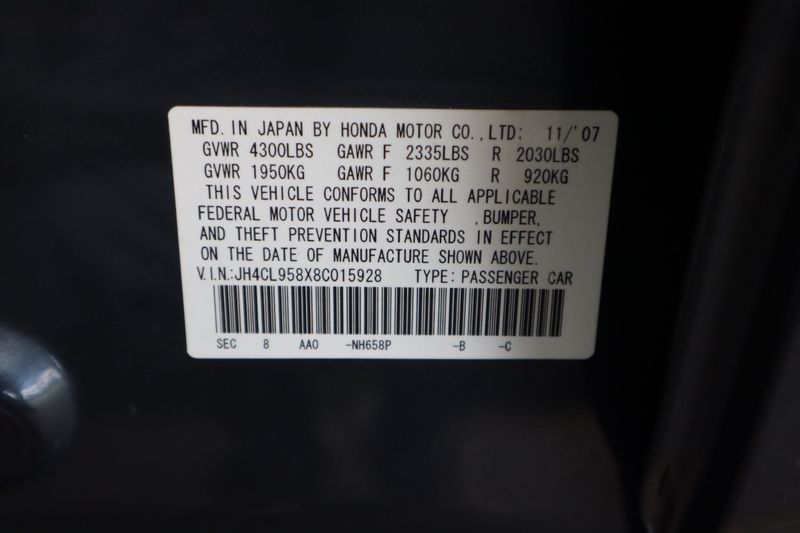 MFD. IN JAPAN BY HONDA MOTOR CO., LTD: 11/'07
GVWR 4300LBS GAWR F 2335LBS R 2030LBS
GVWR 1950KG GAWR F 1060KG R 920KG
THIS VEHICLE CONFORMS TO ALL APPLICABLE
FEDERAL MOTOR VEHICLE SAFETY , BUMPER,
AND THEFT PREVENTION STANDARDS IN EFFECT
ON THE DATE OF MANUFACTURE SHOWN ABOVE.
V.I.N.:JH4CL958X8C015928 TYPE: PASSENGER CAR
SEC 8 AAO -NH658P -B -C